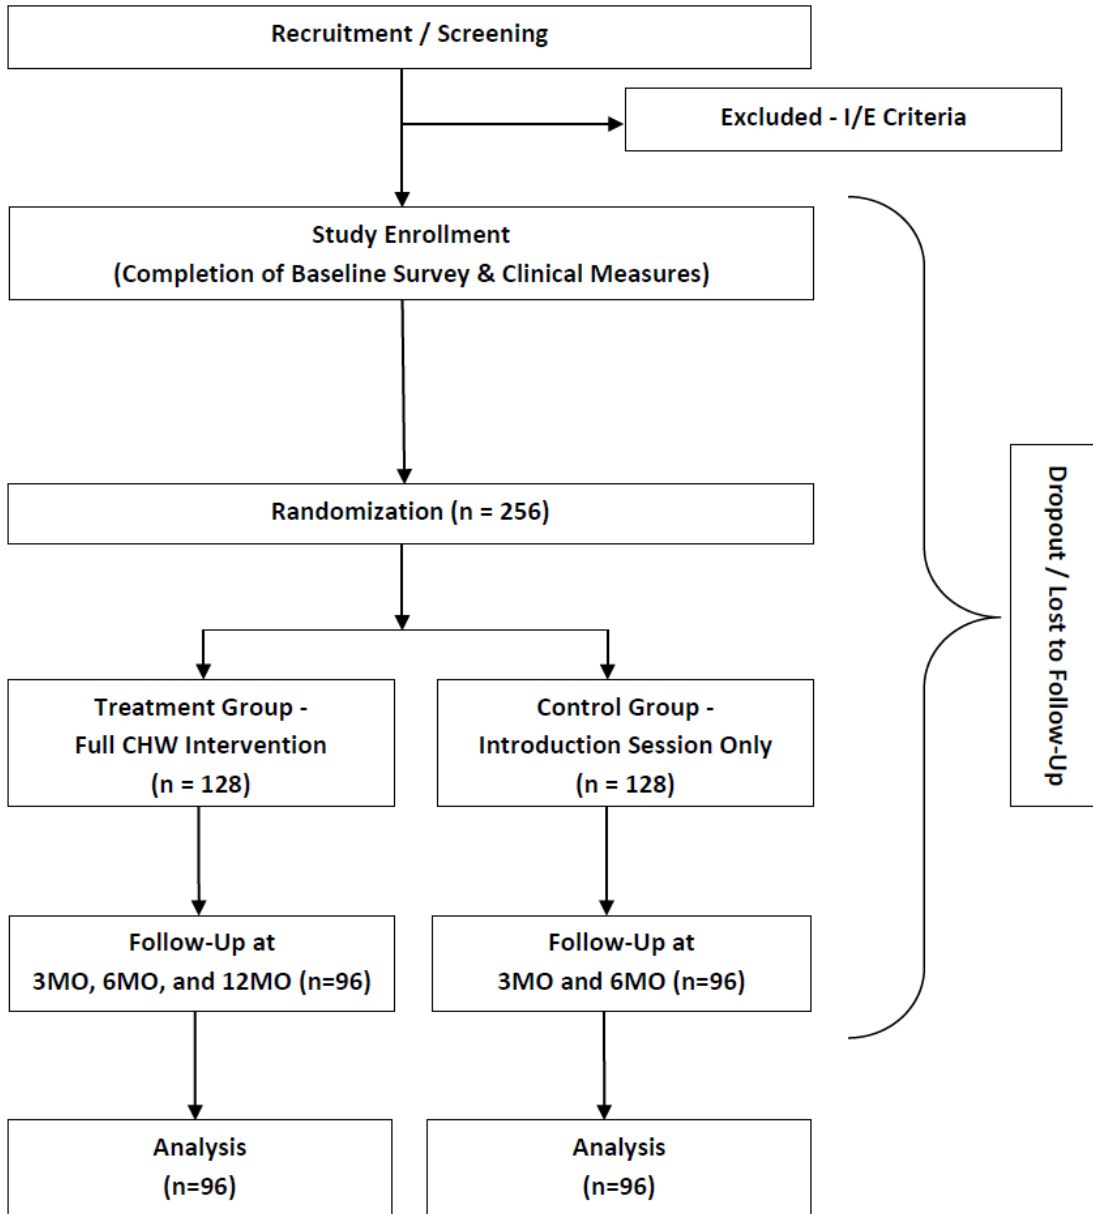 Recruitment / Screening
Excluded - I/E Criteria
Study Enrollment
(Completion of Baseline Survey & Clinical Measures)
Randomization (n = 256)
Treatment Group -
Full CHW Intervention
(n = 128)
Control Group -
Introduction Session Only
(n = 128)
Dropout / Lost to Follow-Up
Follow-Up at
3MO, 6MO, and 12MO (n=96)
Follow-Up at
3MO and 6MO (n=96)
Analysis
(n=96)
Analysis
(n=96)